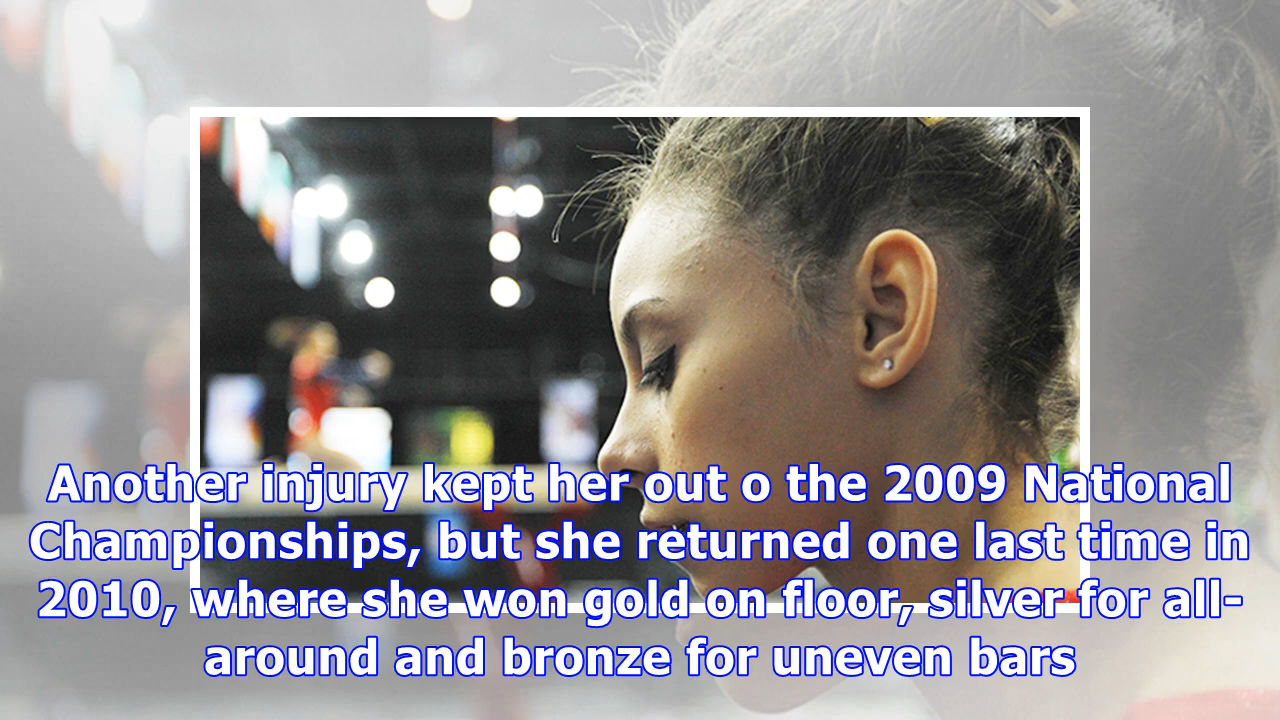 Another injury kept her out o the 2009 National
Championships, but she returned one last time in
2010, where she won gold on floor, silver for all-
around and bronze for uneven bars